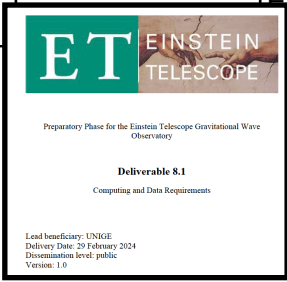 ET EINSTEIN
TELESCOPE
Preparatory Phase for the Einstein Telescope Gravitational Wave
Observatory
Deliverable 8.1
Computing and Data Requirements
Lead beneficiary: UNIGE
Delivery Date: 29 February 2024
Dissemination level: public
Version: 1.0